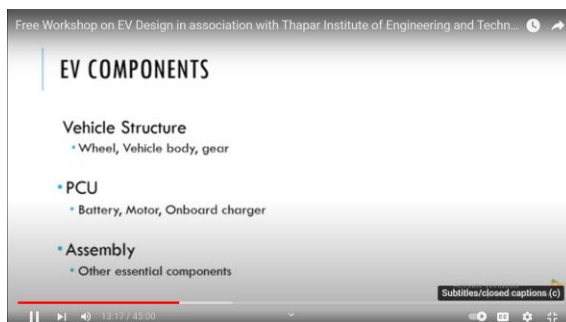 Free Workshop on EV Design in association with Thapar Institute of Engineering and Techn...
EV COMPONENTS
Vehicle Structure
• Wheel, Vehicle body, gear
• PCU
• Battery, Motor, Onboard charger
• Assembly
• Other essential components
Subtitles/closed captions (c)
13:17 / 45:00
CC